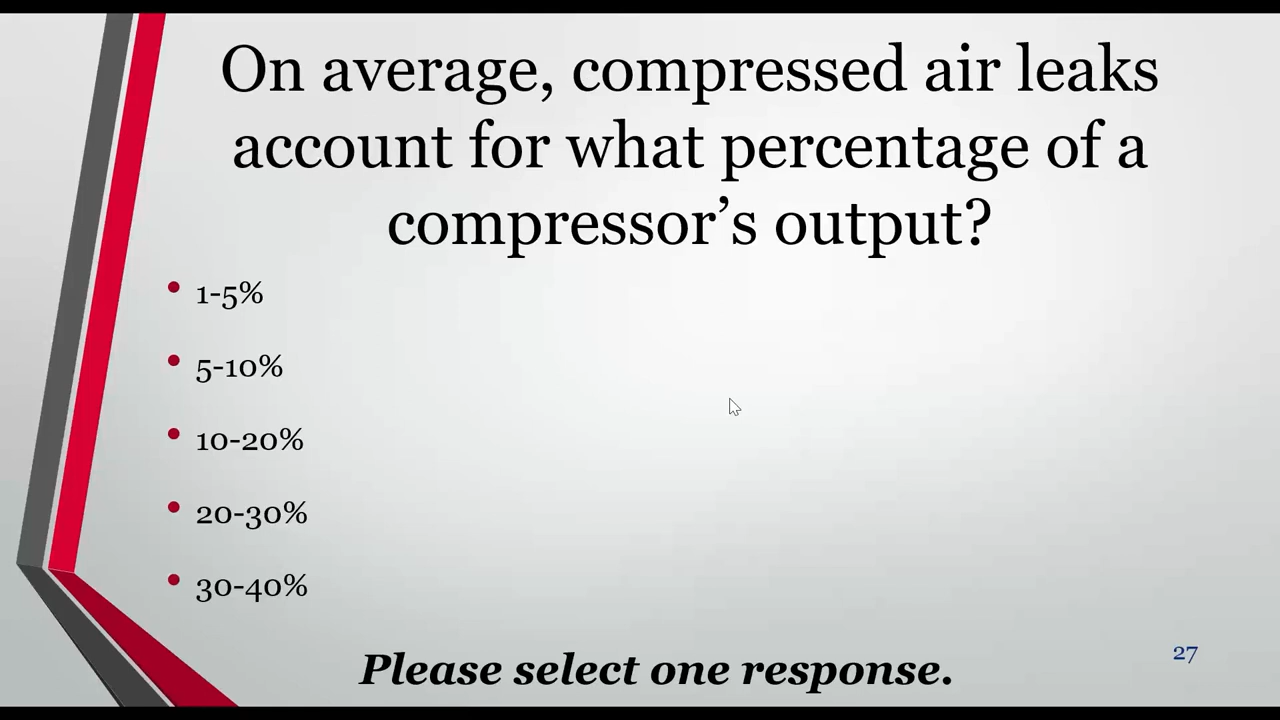 On average, compressed air leaks
account for what percentage of a
compressor’s output?
• 1-5%
• 5-10%
• 10-20%
• 20-30%
• 30-40%
Please select one response.
27